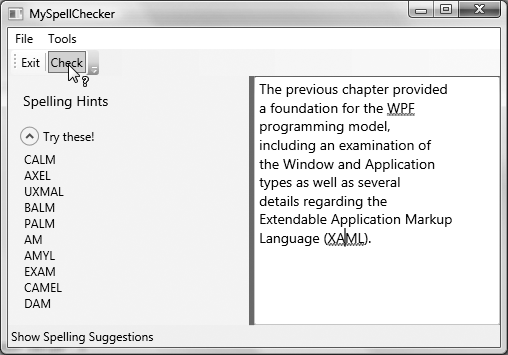 MySpellChecker
File Tools
Exit Check
Spelling Hints
Try these!
CALM
AXEL
UXMAL
BALM
PALM
AM
AMYL
EXAM
CAMEL
DAM
The previous chapter provided
a foundation for the WPF
programming model,
including an examination of
the Window and Application
types as well as several
details regarding the
Extendable Application Markup
Language (XAML).
Show Spelling Suggestions